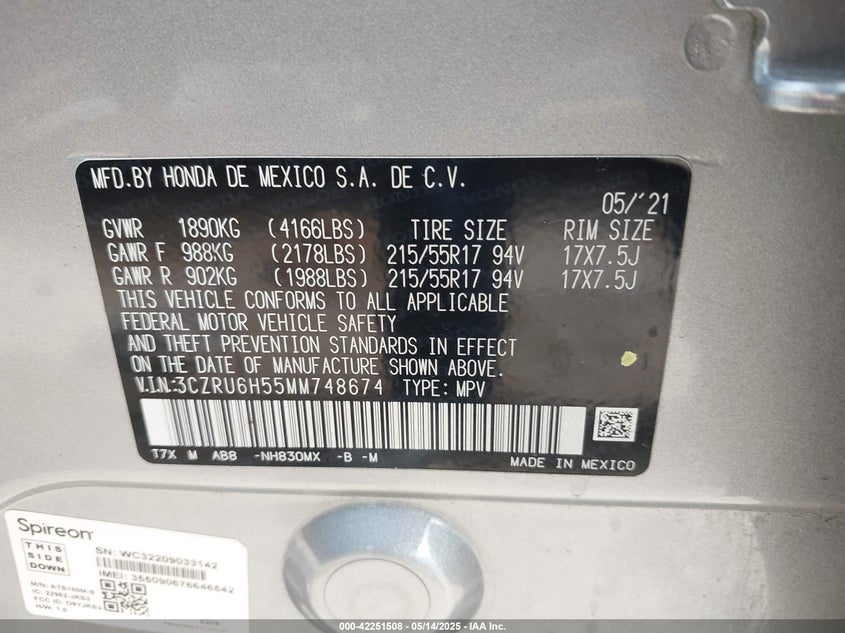 MFD.BY HONDA DE MEXICO S.A. DE C.V.
05/'21
GVWR 1890KG (4166LBS) TIRE SIZE RIM SIZE
GAWR F 988KG (2178LBS) 215/55R17 94V 17X7.5J
GAWR R 902KG (1988LBS) 215/55R17 94V 17X7.5J
THIS VEHICLE CONFORMS TO ALL APPLICABLE
FEDERAL MOTOR VEHICLE SAFETY
AND THEFT PREVENTION STANDARDS IN EFFECT
ON THE DATE OF MANUFACTURE SHOWN ABOVE.
V.I.N:3CZRU6H55MM748674 TYPE: MPV
T7X M AB8 -NH830MX -B -M
MADE IN MEXICO
Spireon
THIS
SIDE
DOWN
SN: WC32209033142
IMEI: 355090676646642
H/W: 1.0
000-42251508 — 05/14/2025 — IAA Inc.